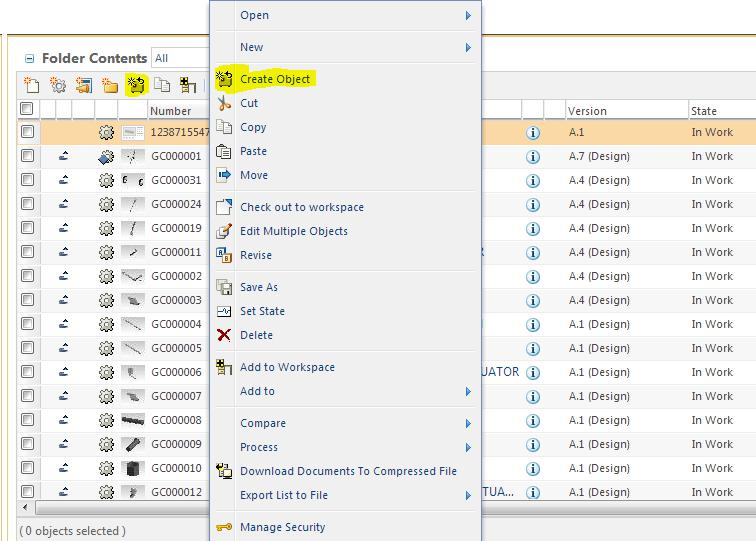 Folder Contents All
Number Version State
1238715547 A.1 In Work
GC000001 A.7 (Design) In Work
GC000031 A.4 (Design) In Work
GC000024 A.4 (Design) In Work
GC000019 A.4 (Design) In Work
GC000011 A.4 (Design) In Work
GC000002 A.4 (Design) In Work
GC000003 A.4 (Design) In Work
GC000004 A.1 (Design) In Work
GC000005 A.1 (Design) In Work
GC000006 UATOR A.1 (Design) In Work
GC000007 A.1 (Design) In Work
GC000008 A.1 (Design) In Work
GC000009 A.1 (Design) In Work
GC000010 A.1 (Design) In Work
GC000012 TUA... A.1 (Design) In Work
( 0 objects selected )
Open
New
Create Object
Cut
Copy
Paste
Move
Check out to workspace
Edit Multiple Objects
Revise
Save As
Set State
Delete
Add to Workspace
Add to
Compare
Process
Download Documents To Compressed File
Export List to File
Manage Security